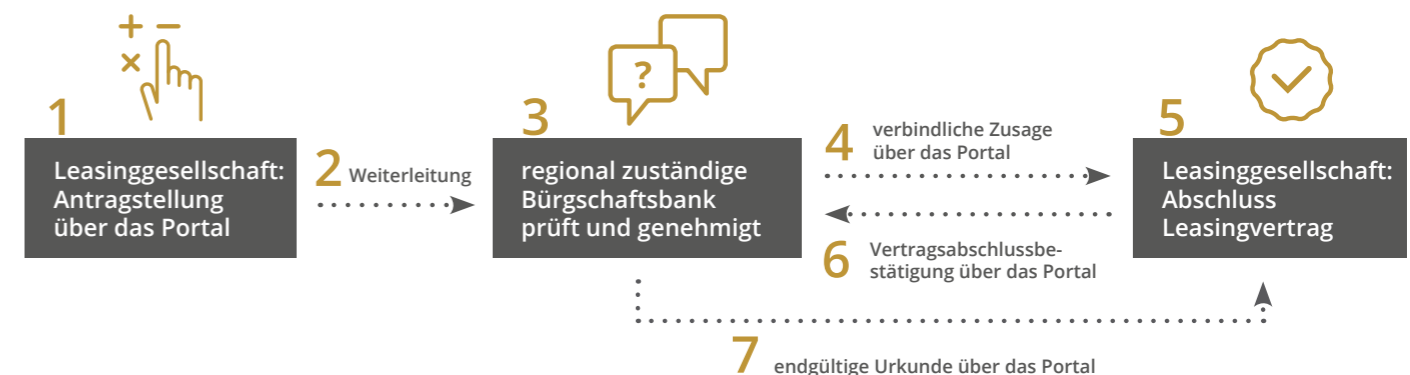 1
Leasinggesellschaft:
Antragstellung
über das Portal
2 Weiterleitung
3
?
regional zuständige
Bürgschaftsbank
prüft und genehmigt
4 verbindliche Zusage
über das Portal
5
Leasinggesellschaft:
Abschluss
Leasingvertrag
6 Vertragsabschlussbe-
stätigung über das Portal
7 endgültige Urkunde über das Portal